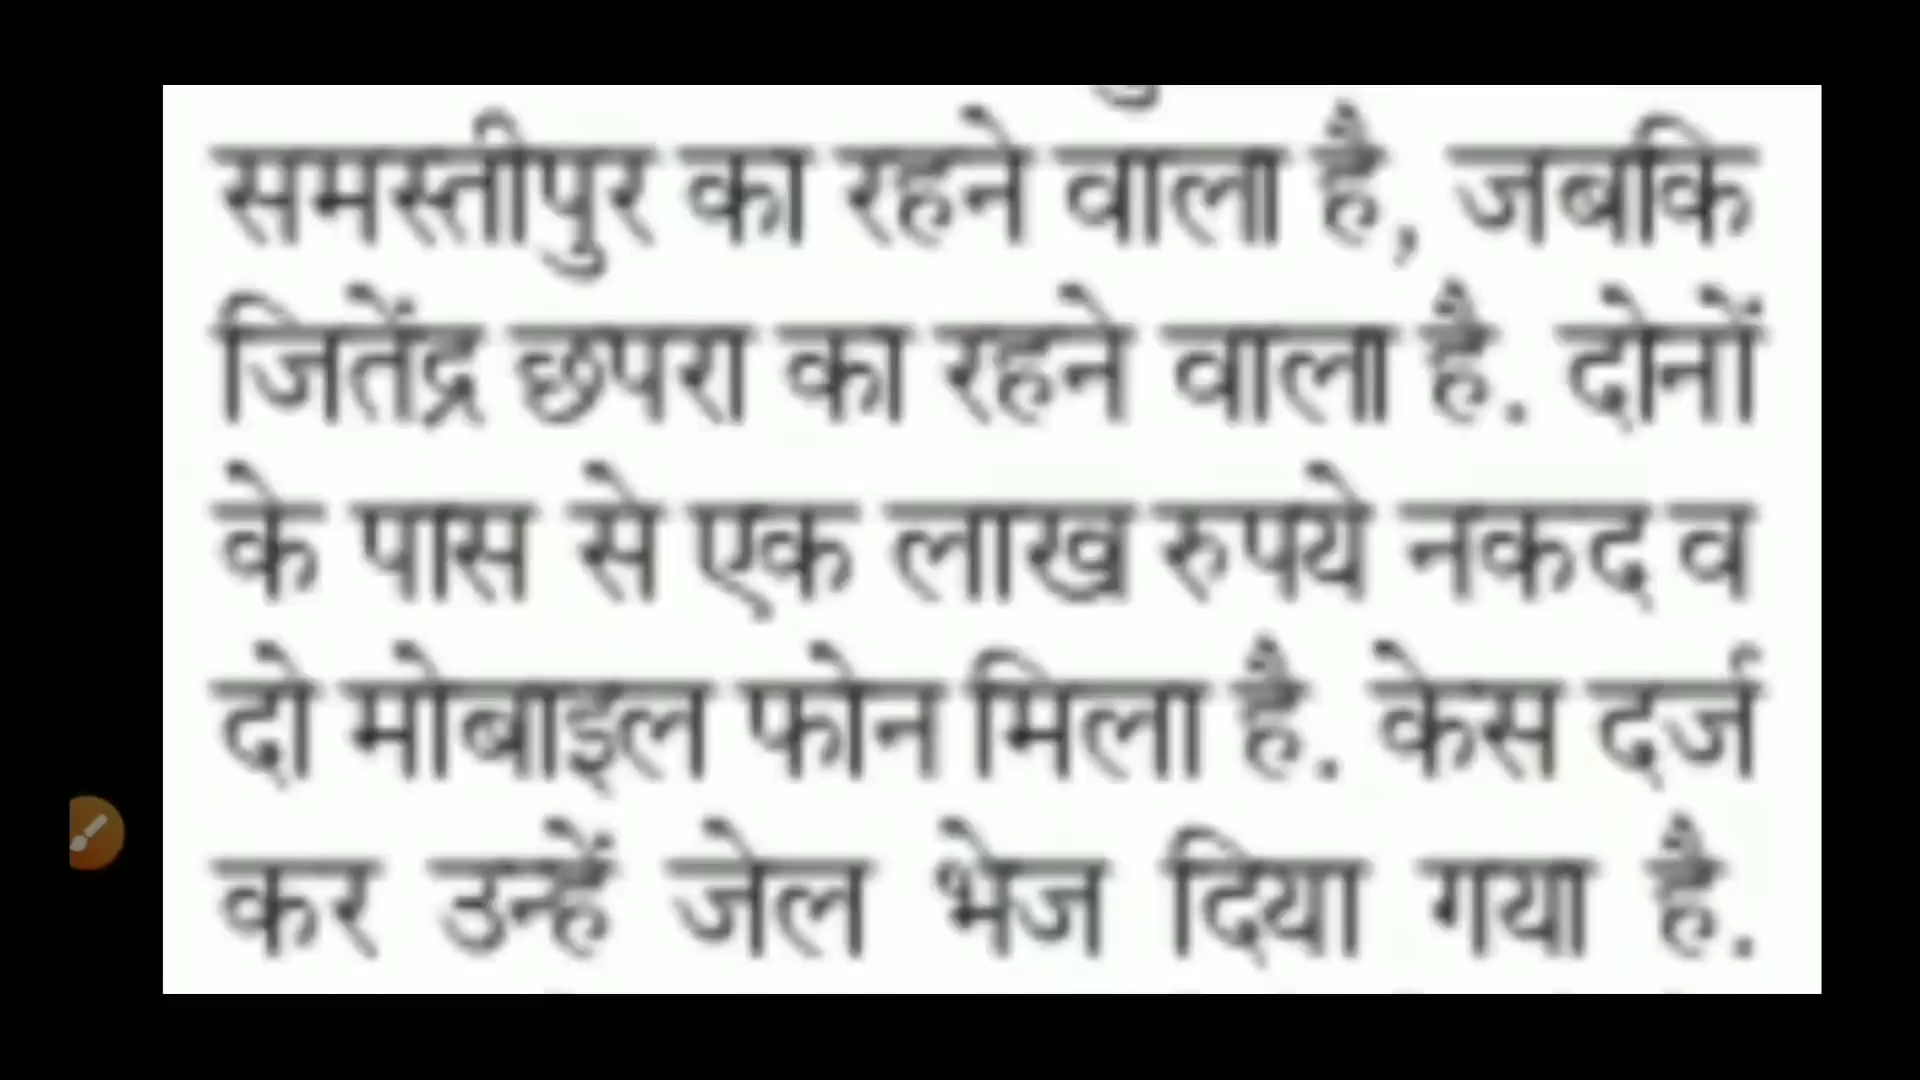 समस्तीपुर का रहने वाला है, जबकि
जितेंद्र छपरा का रहने वाला है. दोनों
के पास से एक लाख रुपये नकद व
दो मोबाइल फोन मिला है. केस दर्ज
कर उन्हें जेल भेज दिया गया है.